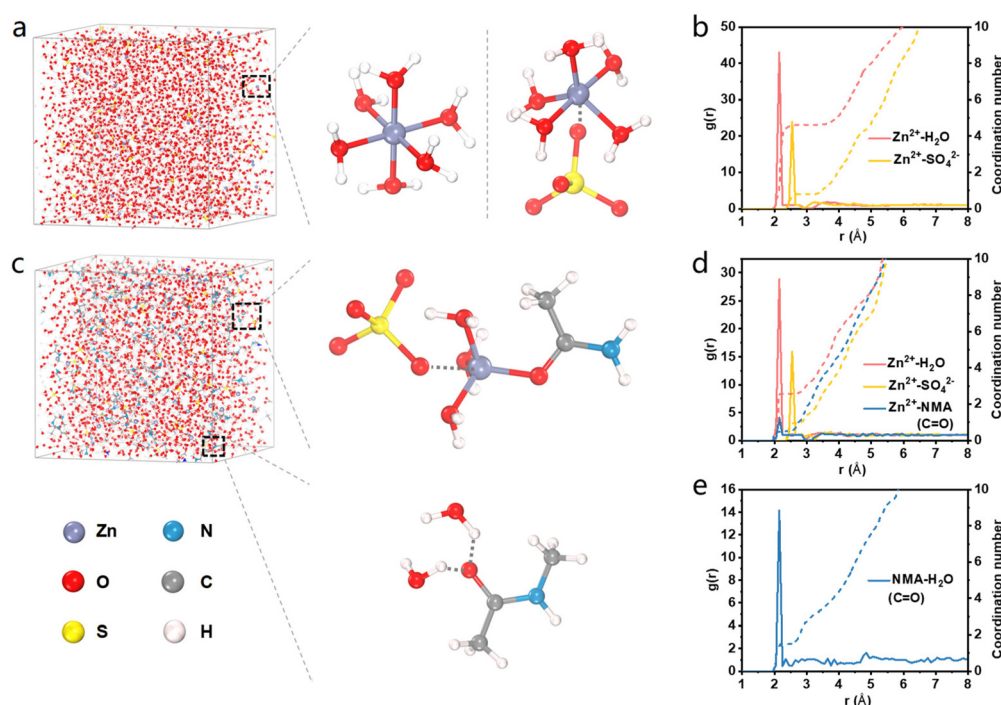 a
b
50
40
30
20
10
0
10
8
6
4
2
0
g(r)
Coordination number
Zn²⁺-H₂O
Zn²⁺-SO₄²⁻
1 2 3 4 5 6 7 8
r (Å)
c
d
30
25
20
15
10
5
0
10
8
6
4
2
0
g(r)
Coordination number
Zn²⁺-H₂O
Zn²⁺-SO₄²⁻
Zn²⁺-NMA
(C=O)
1 2 3 4 5 6 7 8
r (Å)
Zn N
O C
S H
e
16
14
12
10
8
6
4
2
0
10
8
6
4
2
0
g(r)
Coordination number
NMA-H₂O
(C=O)
1 2 3 4 5 6 7 8
r (Å)